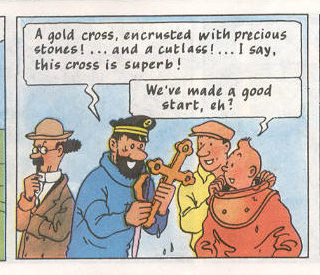 A gold cross, encrusted with precious
stones! ... and a cutlass! ... I say,
this cross is superb!
We've made a good
start, eh?